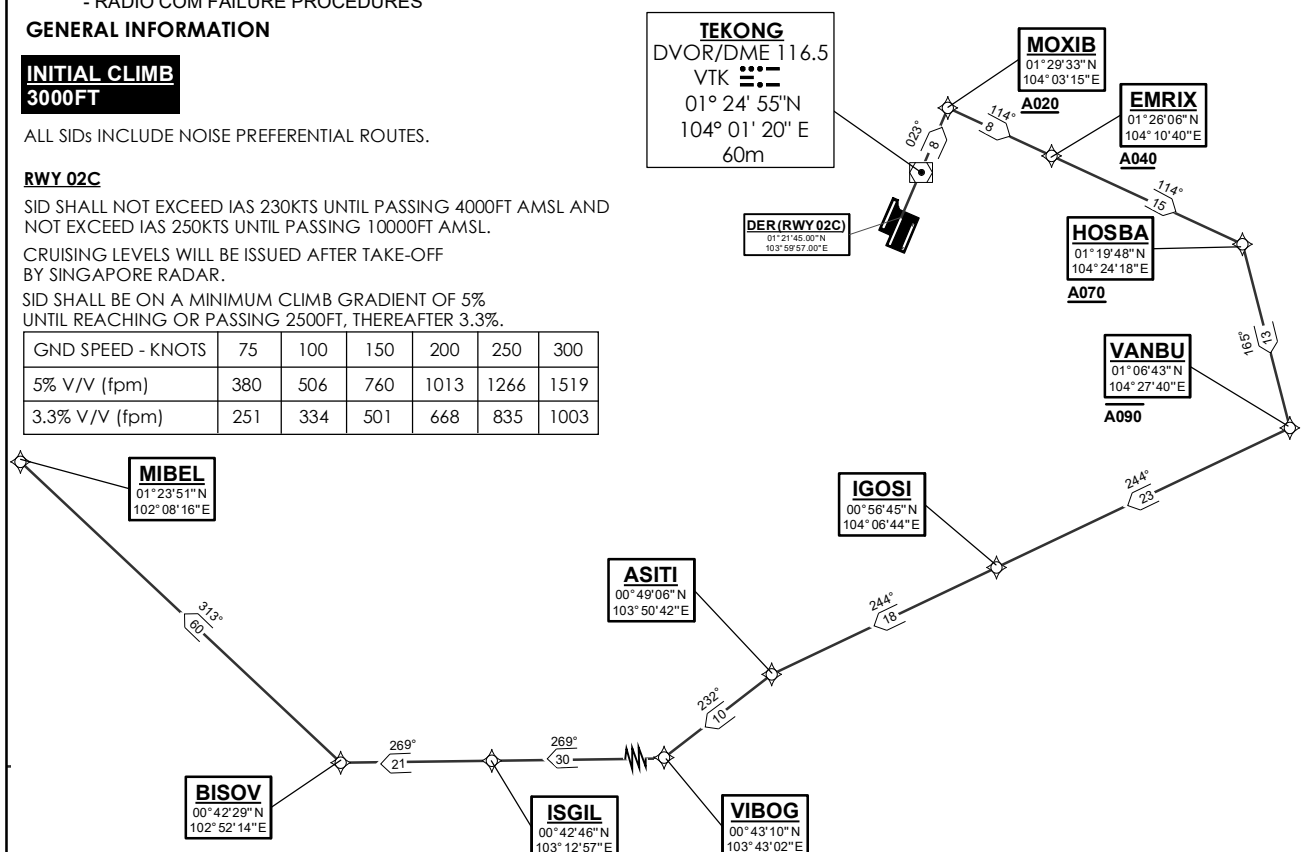 - RADIO COM FAILURE PROCEDURES
GENERAL INFORMATION
INITIAL CLIMB
3000FT
ALL SIDs INCLUDE NOISE PREFERENTIAL ROUTES.
RWY 02C
SID SHALL NOT EXCEED IAS 230KTS UNTIL PASSING 4000FT AMSL AND
NOT EXCEED IAS 250KTS UNTIL PASSING 10000FT AMSL.
CRUISING LEVELS WILL BE ISSUED AFTER TAKE-OFF
BY SINGAPORE RADAR.
SID SHALL BE ON A MINIMUM CLIMB GRADIENT OF 5%
UNTIL REACHING OR PASSING 2500FT, THEREAFTER 3.3%.
GND SPEED - KNOTS 75 100 150 200 250 300
5% V/V (fpm) 380 506 760 1013 1266 1519
3.3% V/V (fpm) 251 334 501 668 835 1003
TEKONG
DVOR/DME 116.5
VTK
01° 24' 55"N
104° 01' 20" E
60m
MOXIB
01°29'33"N
104°03'15"E
A020
EMRIX
01°26'06"N
104°10'40"E
A040
023°
8
114°
8
114°
15
DER(RWY 02C)
01°21'45.00"N
103°59'57.00"E
HOSBA
01°19'48"N
104°24'18"E
A070
165°
13
VANBU
01°06'43"N
104°27'40"E
A090
244°
23
IGOSI
00°56'45"N
104°06'44"E
244°
18
ASITI
00°49'06"N
103°50'42"E
232°
10
VIBOG
00°43'10"N
103°43'02"E
269°
30
ISGIL
00°42'46"N
103°12'57"E
269°
21
BISOV
00°42'29"N
102°52'14"E
313°
60
MIBEL
01°23'51"N
102°08'16"E